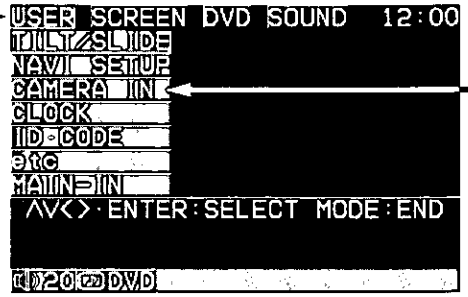 USER SCREEN DVD SOUND 12:00
TILT/SLIDE
NAVI SETUP
CAMERA IN
CLOCK
ID-CODE
etc
MAIN-IN
∧∨<>·ENTER:SELECT MODE:END
20 DVD